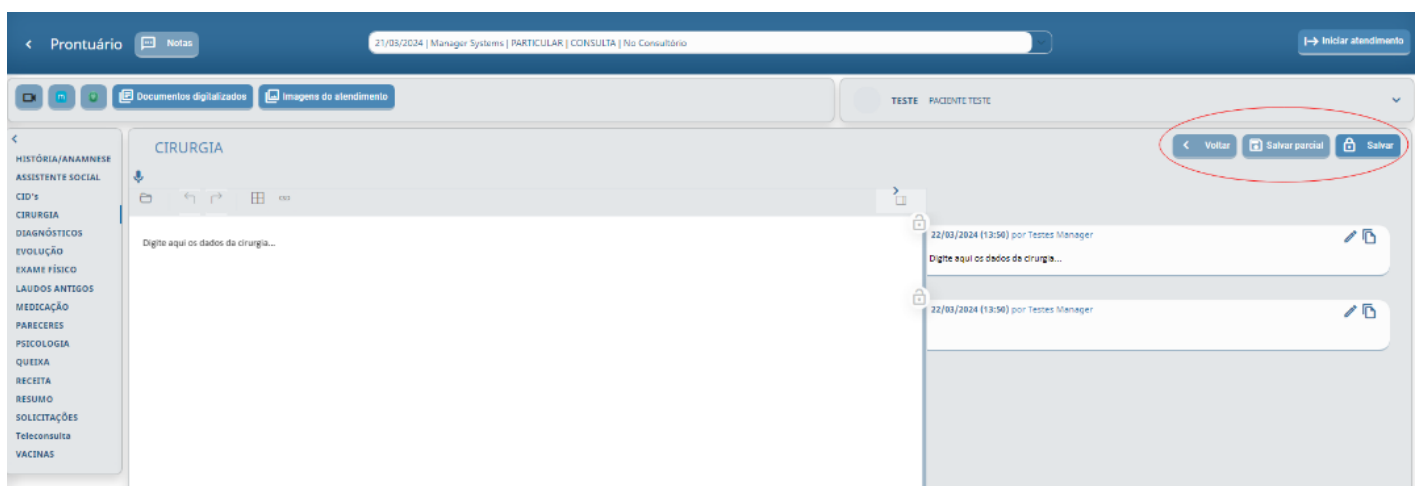 Prontuário Notas 21/03/2024 | Manager Systems | PARTICULAR | CONSULTA | No Consultório Iniciar atendimento
Documentos digitalizados Imagens do atendimento TESTE PACIENTE TESTE
CIRURGIA Voltar Salvar parcial Salvar
HISTÓRIA/ANAMNESE
ASSISTENTE SOCIAL
CID's
CIRURGIA
DIAGNÓSTICOS
EVOLUÇÃO
EXAME FÍSICO
LAUDOS ANTIGOS
MEDICAÇÃO
PARECERES
PSICOLOGIA
QUEIXA
RECEITA
RESUMO
SOLICITAÇÕES
Teleconsulta
VACINAS
Digite aqui os dados da cirurgia...
22/03/2024 (13:50) por Testes Manager
Digite aqui os dados da cirurgia...
22/03/2024 (13:50) por Testes Manager